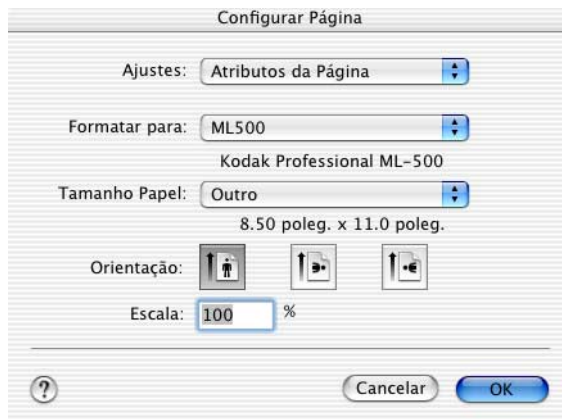 Configurar Página
Ajustes: Atributos da Página
Formatar para: ML500
Kodak Professional ML-500
Tamanho Papel: Outro
8.50 poleg. x 11.0 poleg.
Orientação:
Escala: 100 %
? Cancelar OK